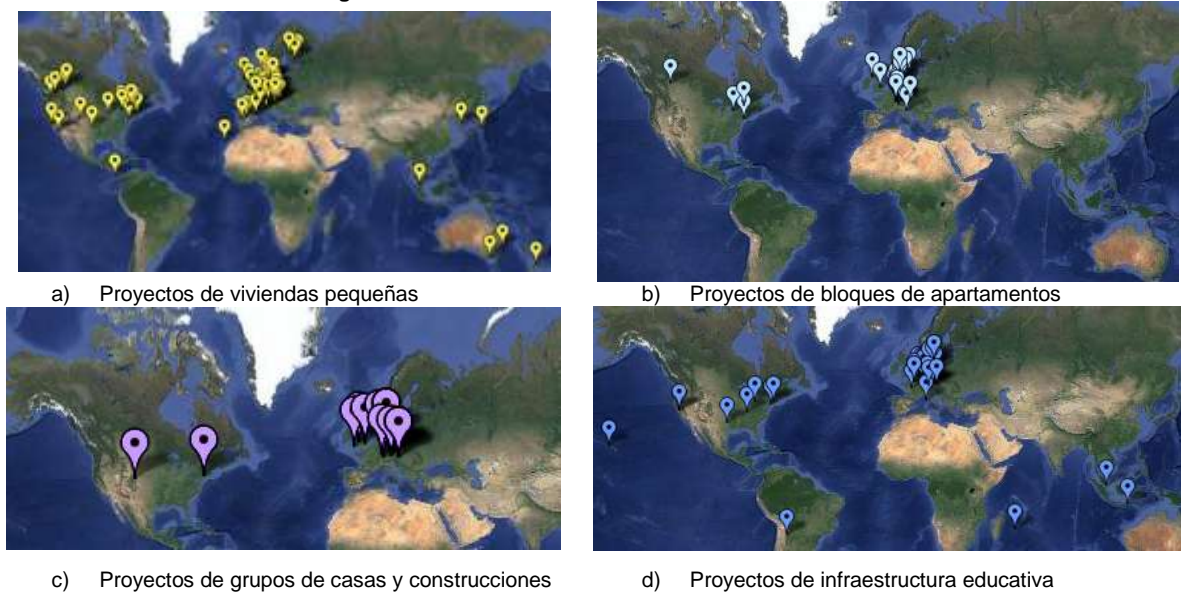 a) Proyectos de viviendas pequeñas
b) Proyectos de bloques de apartamentos
c) Proyectos de grupos de casas y construcciones
d) Proyectos de infraestructura educativa